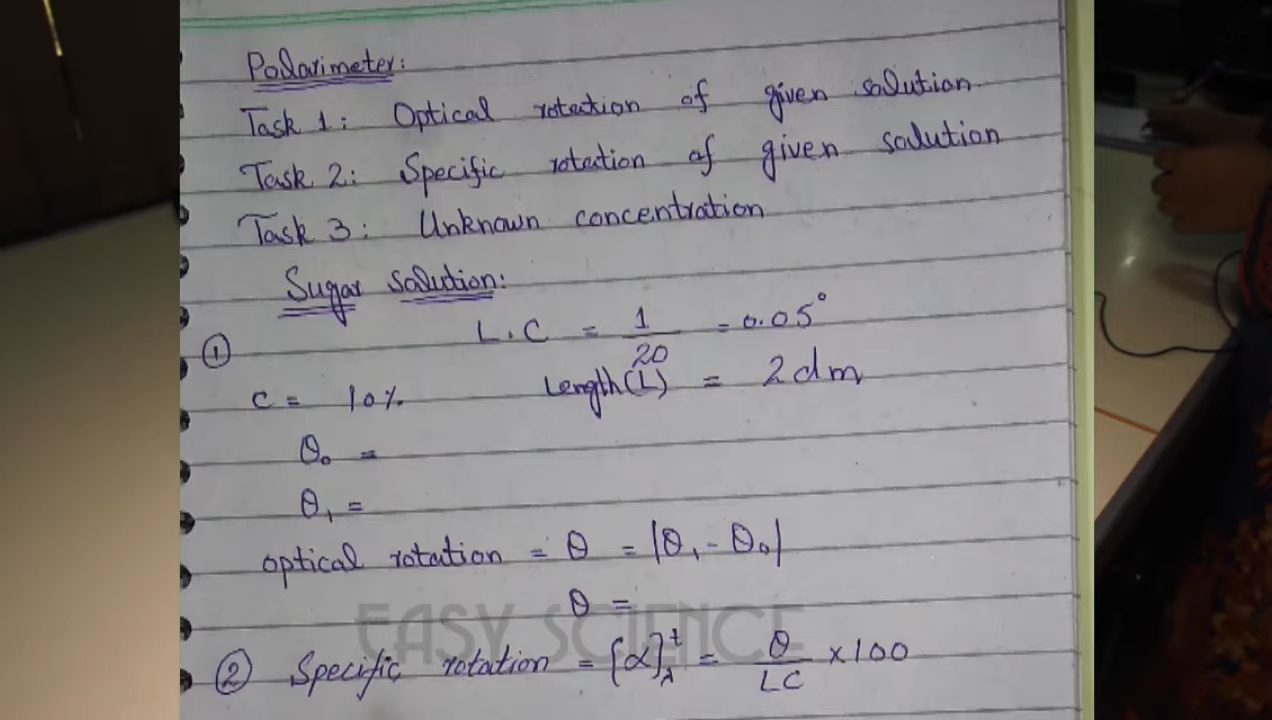 Polarimeter:
Task 1: Optical rotation of given solution
Task 2: Specific rotation of given solution
Task 3: Unknown concentration
Sugar solution:
① L.C = 1/20 = 0.05°
C = 10% Length(L) = 2dm
θ₀ =
θ₁ =
optical rotation = θ = |θ₁ - θ₀|
θ =
EASY SCIENCE
② Specific rotation = [α]ᵗ_λ = θ/LC ×100